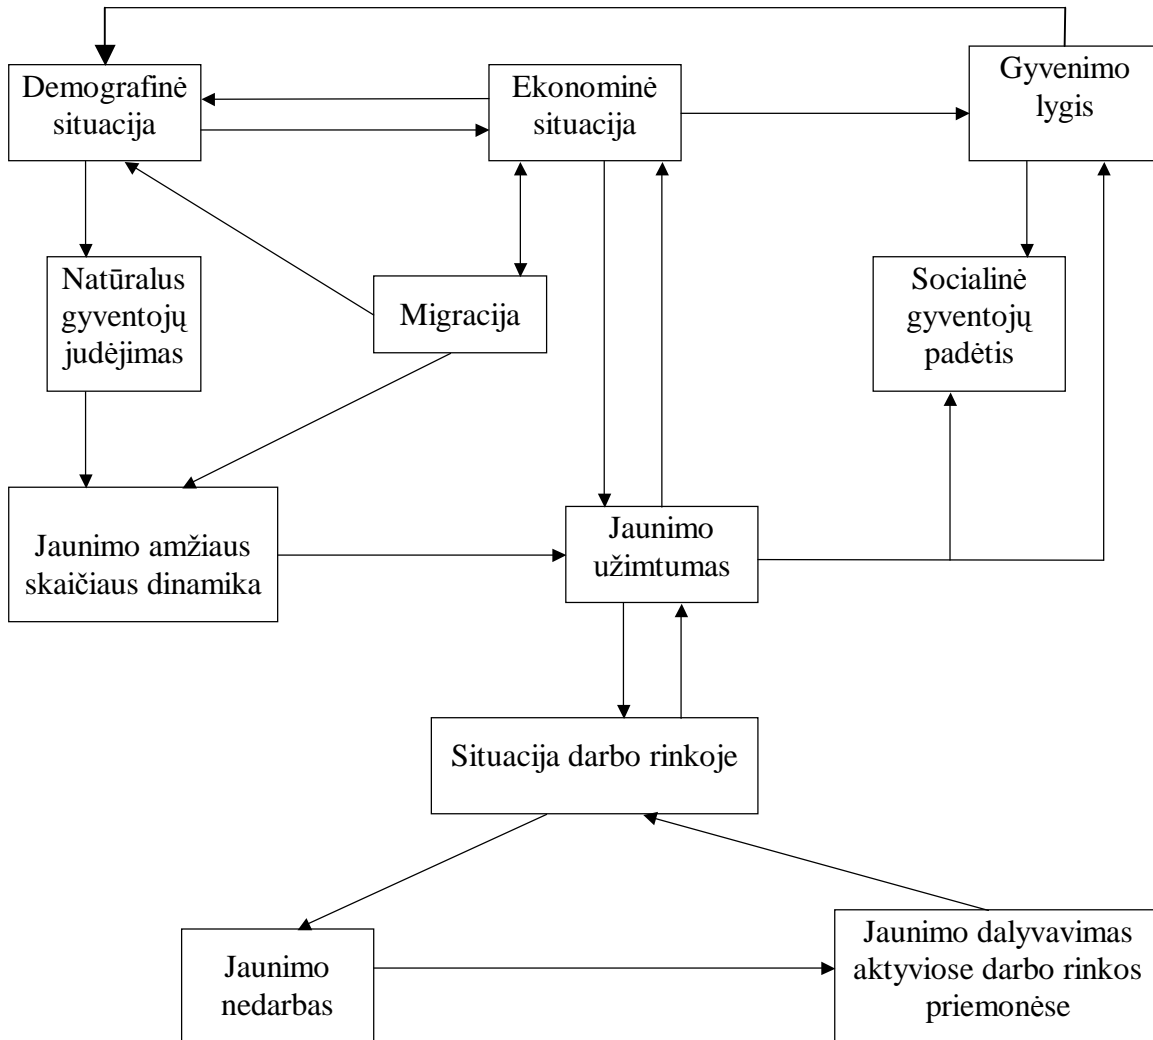 Demografinė
situacija
Ekonominė
situacija
Gyvenimo
lygis
Natūralus
gyventojų
judėjimas
Migracija
Socialinė
gyventojų
padėtis
Jaunimo amžiaus
skaičiaus dinamika
Jaunimo
užimtumas
Situacija darbo rinkoje
Jaunimo
nedarbas
Jaunimo dalyvavimas
aktyviose darbo rinkos
priemonėse